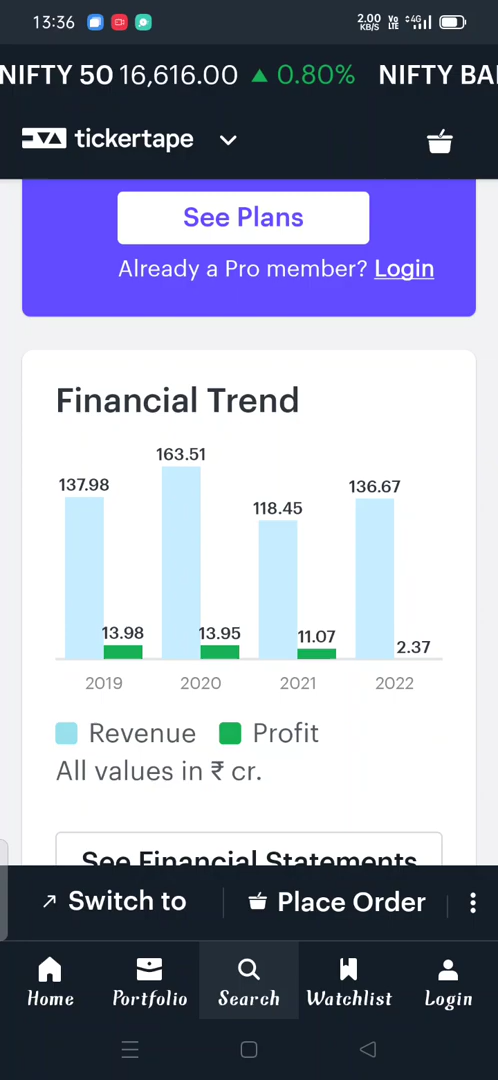 13:36 2.00 KB/S Vo LTE 4G
NIFTY 50 16,616.00 ▲ 0.80% NIFTY BA
tickertape
See Plans
Already a Pro member? Login
Financial Trend
163.51
137.98
136.67
118.45
13.98
13.95
11.07
2.37
2019 2020 2021 2022
Revenue Profit
All values in ₹ cr.
See Financial Statements
Switch to Place Order
Home Portfolio Search Watchlist Login